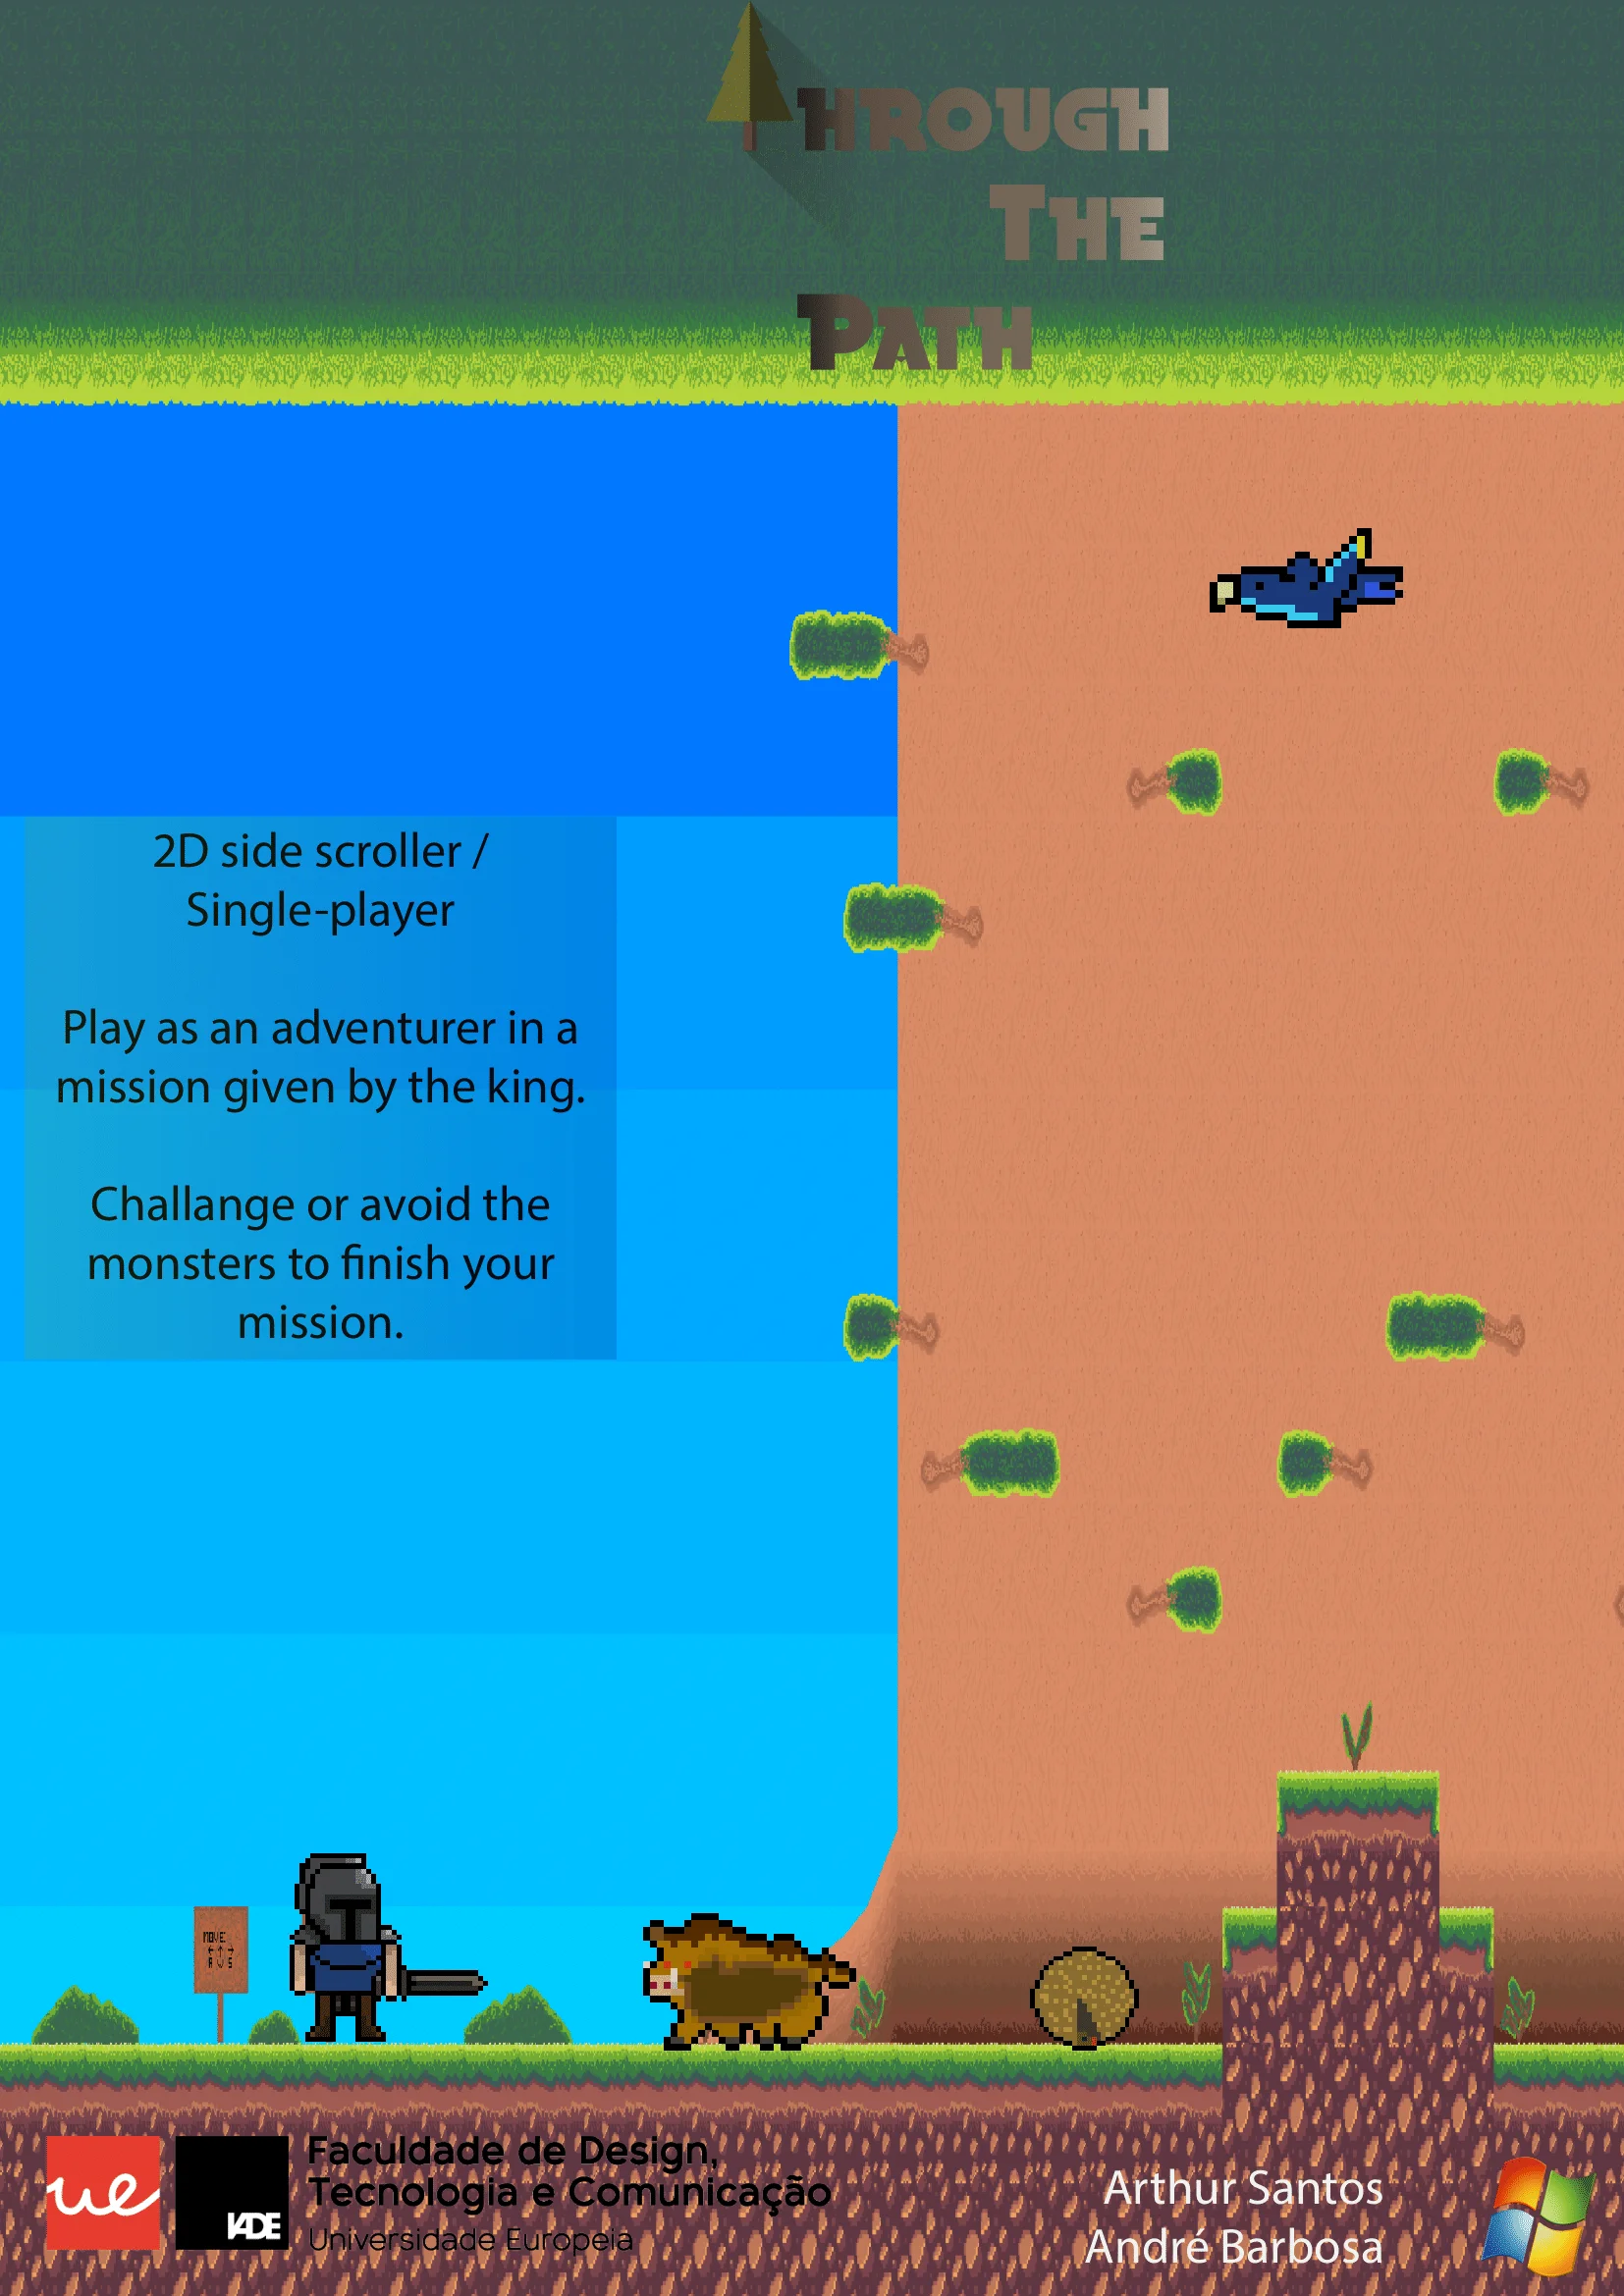 Through
The
Path
2D side scroller /
Single-player
Play as an adventurer in a
mission given by the king.
Challange or avoid the
monsters to finish your
mission.
MOVE:
← ↑ →
A S
ue
IADE
Faculdade de Design,
Tecnologia e Comunicação
Universidade Europeia
Arthur Santos
André Barbosa